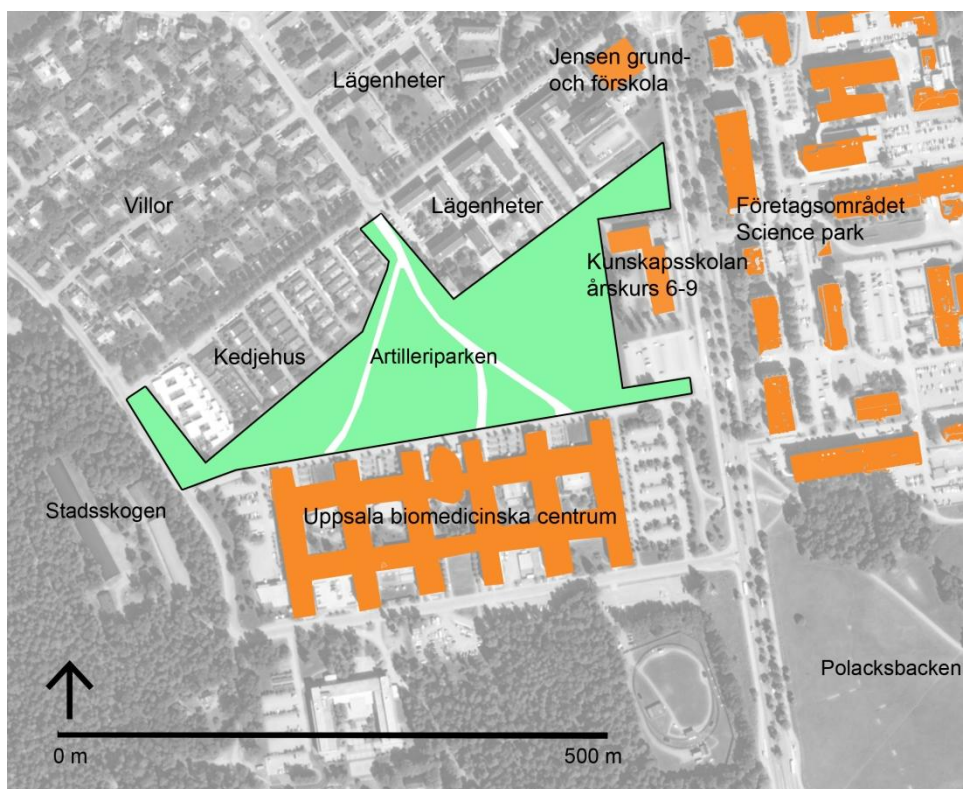 Jensen grund-
och förskola
Lägenheter
Villor
Lägenheter
Företagsområdet
Science park
Kunskapsskolan
årskurs 6-9
Kedjehus
Artilleriparken
Stadsskogen
Uppsala biomedicinska centrum
Polacksbacken
0 m
500 m